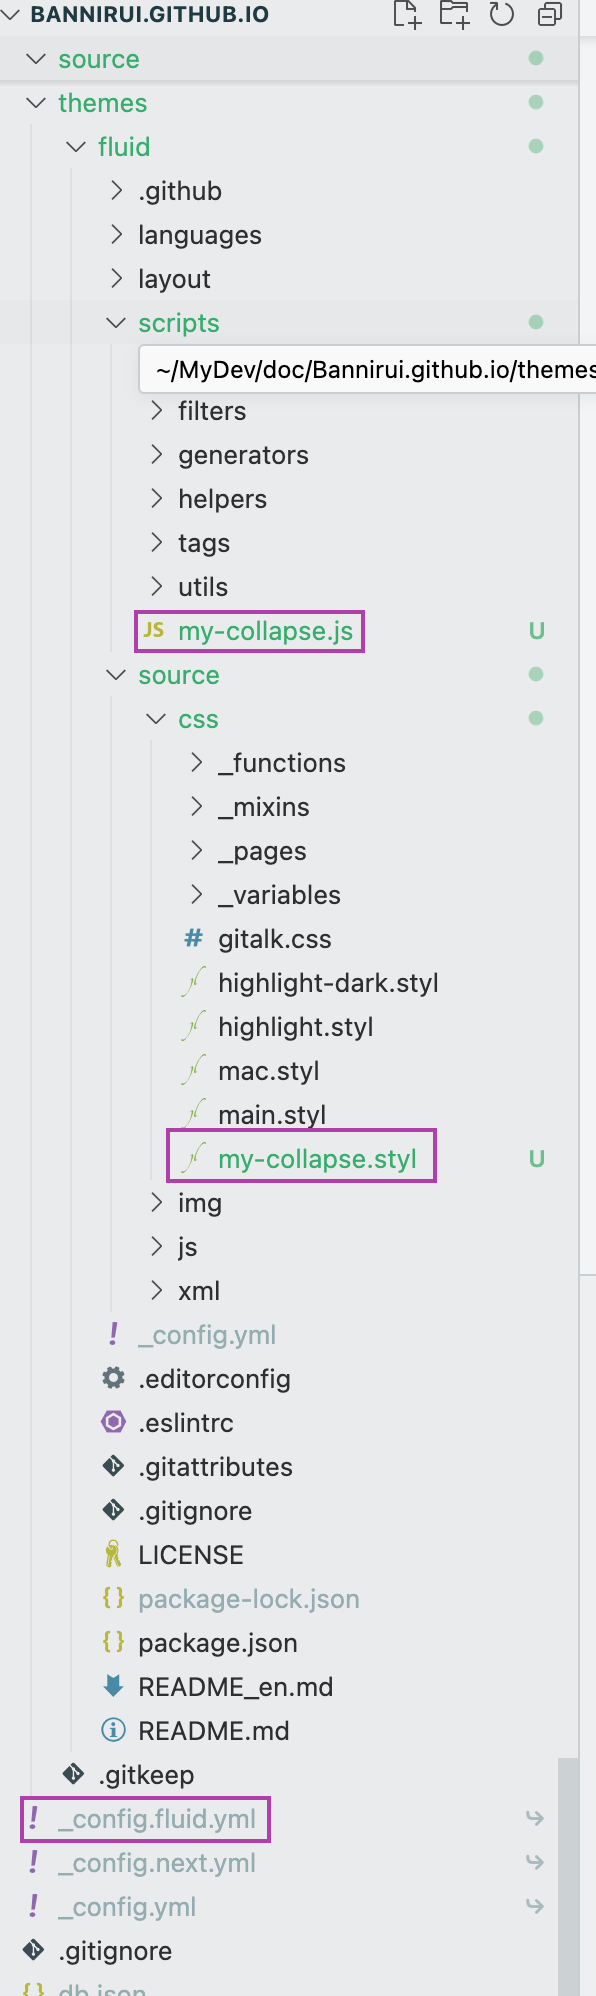 BANNIRUI.GITHUB.IO
source
themes
fluid
.github
languages
layout
scripts
~/MyDev/doc/Bannirui.github.io/themes
filters
generators
helpers
tags
utils
JS my-collapse.js U
source
css
_functions
_mixins
_pages
_variables
# gitalk.css
highlight-dark.styl
highlight.styl
mac.styl
main.styl
my-collapse.styl U
img
js
xml
! _config.yml
.editorconfig
.eslintrc
.gitattributes
.gitignore
LICENSE
{} package-lock.json
{} package.json
README_en.md
README.md
.gitkeep
! _config.fluid.yml
! _config.next.yml
! _config.yml
.gitignore
{} db.json